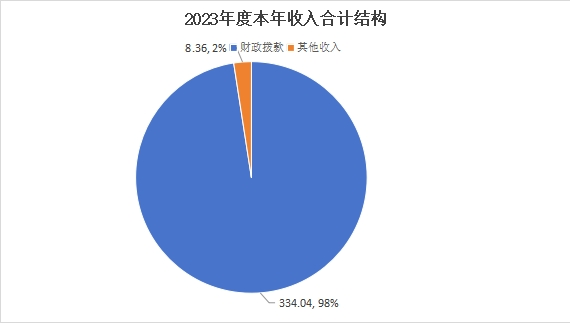 2023年度本年收入合计结构
8.36, 2%
财政拨款 其他收入
334.04, 98%